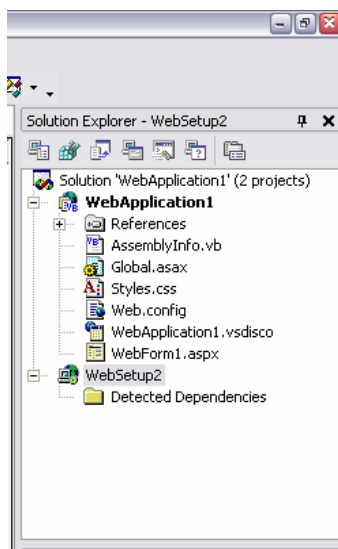 Solution Explorer - WebSetup2
Solution 'WebApplication1' (2 projects)
WebApplication1
References
AssemblyInfo.vb
Global.asax
Styles.css
Web.config
WebApplication1.vsdisco
WebForm1.aspx
WebSetup2
Detected Dependencies